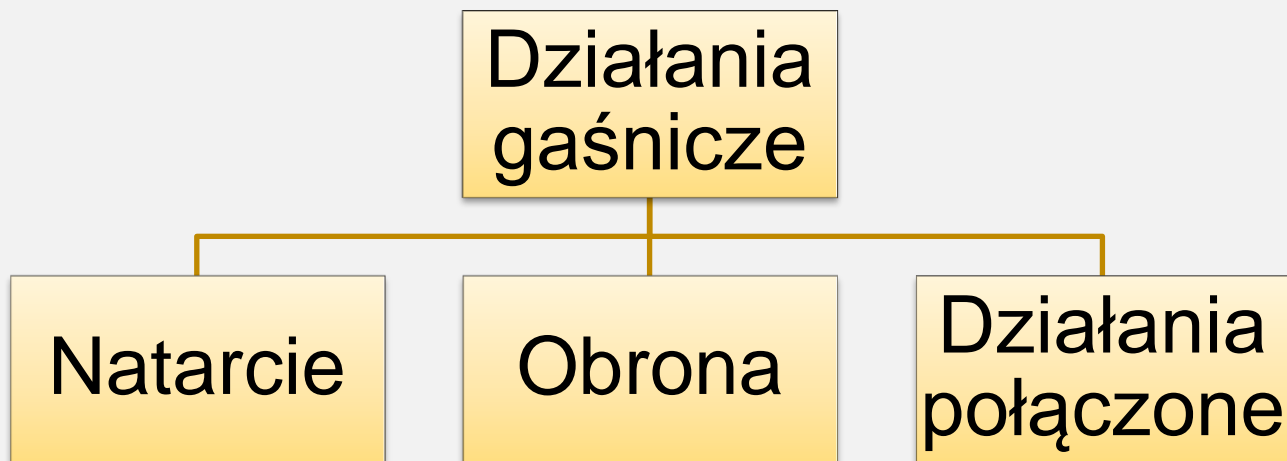 Działania
gaśnicze
Natarcie
Obrona
Działania
połączone